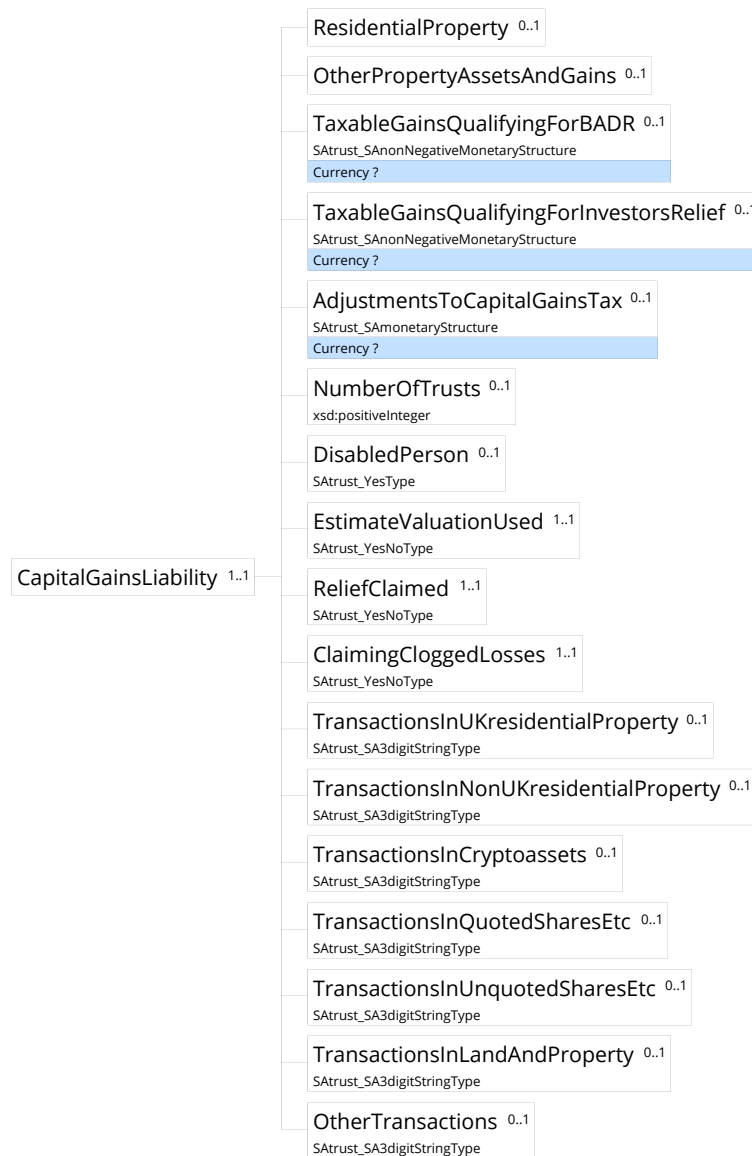 ResidentialProperty 0..1
OtherPropertyAssetsAndGains 0..1
TaxableGainsQualifyingForBADR 0..1
SAtrust_SAnonNegativeMonetaryStructure
Currency ?
TaxableGainsQualifyingForInvestorsRelief 0..1
SAtrust_SAnonNegativeMonetaryStructure
Currency ?
AdjustmentsToCapitalGainsTax 0..1
SAtrust_SAmonetaryStructure
Currency ?
NumberOfTrusts 0..1
xsd:positiveInteger
DisabledPerson 0..1
SAtrust_YesType
EstimateValuationUsed 1..1
SAtrust_YesNoType
CapitalGainsLiability 1..1
ReliefClaimed 1..1
SAtrust_YesNoType
ClaimingCloggedLosses 1..1
SAtrust_YesNoType
TransactionsInUKresidentialProperty 0..1
SAtrust_SA3digitStringType
TransactionsInNonUKresidentialProperty 0..1
SAtrust_SA3digitStringType
TransactionsInCryptoassets 0..1
SAtrust_SA3digitStringType
TransactionsInQuotedSharesEtc 0..1
SAtrust_SA3digitStringType
TransactionsInUnquotedSharesEtc 0..1
SAtrust_SA3digitStringType
TransactionsInLandAndProperty 0..1
SAtrust_SA3digitStringType
OtherTransactions 0..1
SAtrust_SA3digitStringType